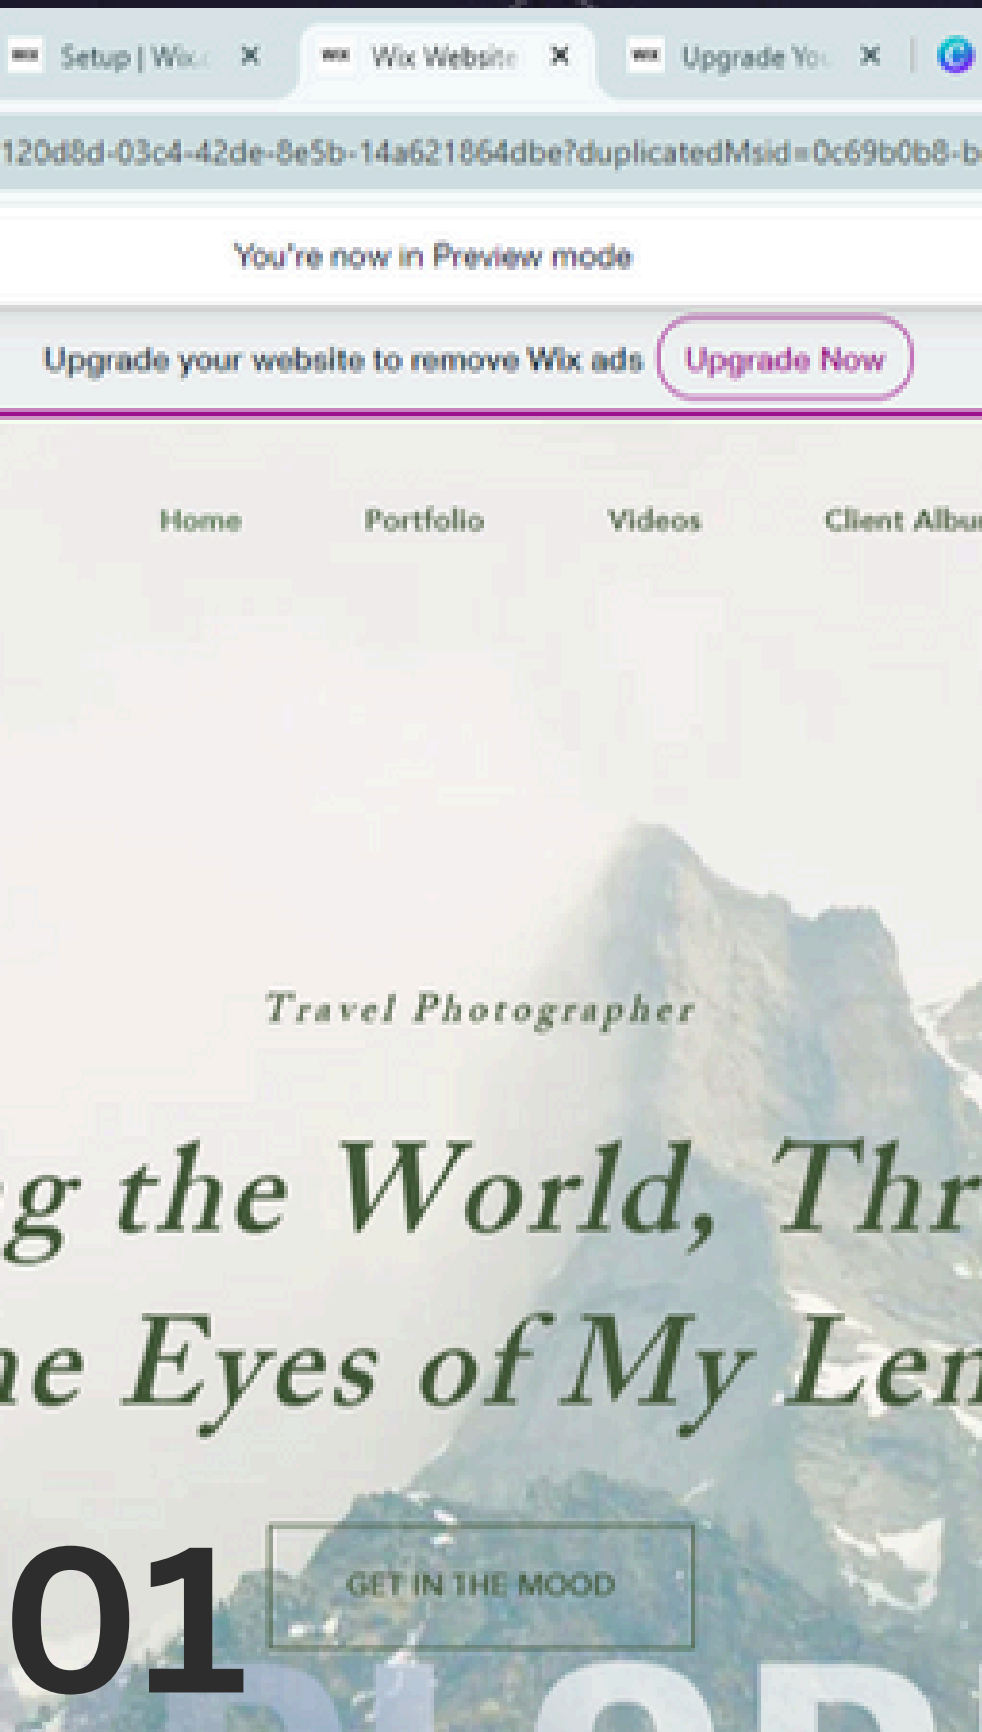 Setup | Wix.c
Wix Website
Upgrade You
120d8d-03c4-42de-8e5b-14a621864dbe?duplicatedMsid=0c69b0b8-b
You're now in Preview mode
Upgrade your website to remove Wix ads Upgrade Now
Home Portfolio Videos Client Albu
Travel Photographer
g the World, Thr
e Eyes of My Len
GET IN THE MOOD
01